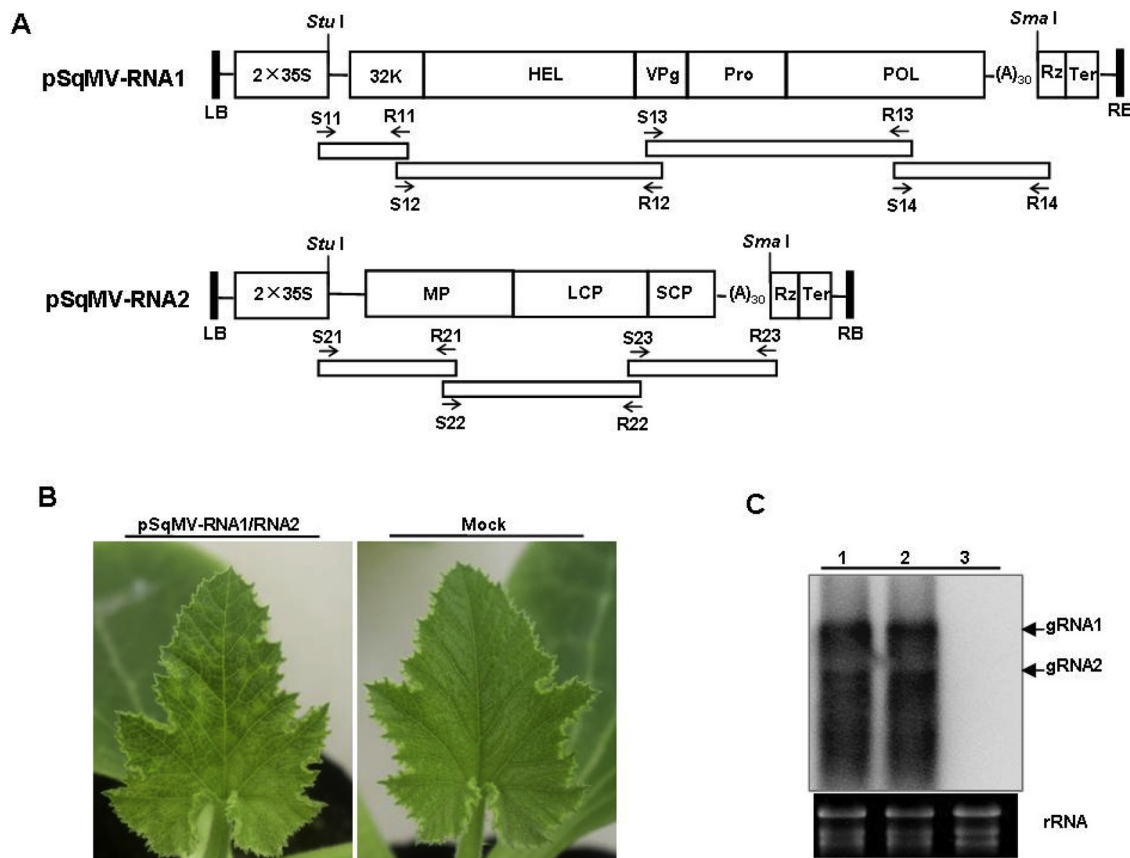 A
Stu I
Sma I
pSqMV-RNA1
2×35S
32K
HEL
VPg
Pro
POL
(A)30
Rz
Ter
LB
RB
S11
R11
S13
R13
S12
R12
S14
R14
Stu I
Sma I
pSqMV-RNA2
2×35S
MP
LCP
SCP
(A)30
Rz
Ter
LB
RB
S21
R21
S23
R23
S22
R22
B
pSqMV-RNA1/RNA2
Mock
C
1 2 3
gRNA1
gRNA2
rRNA